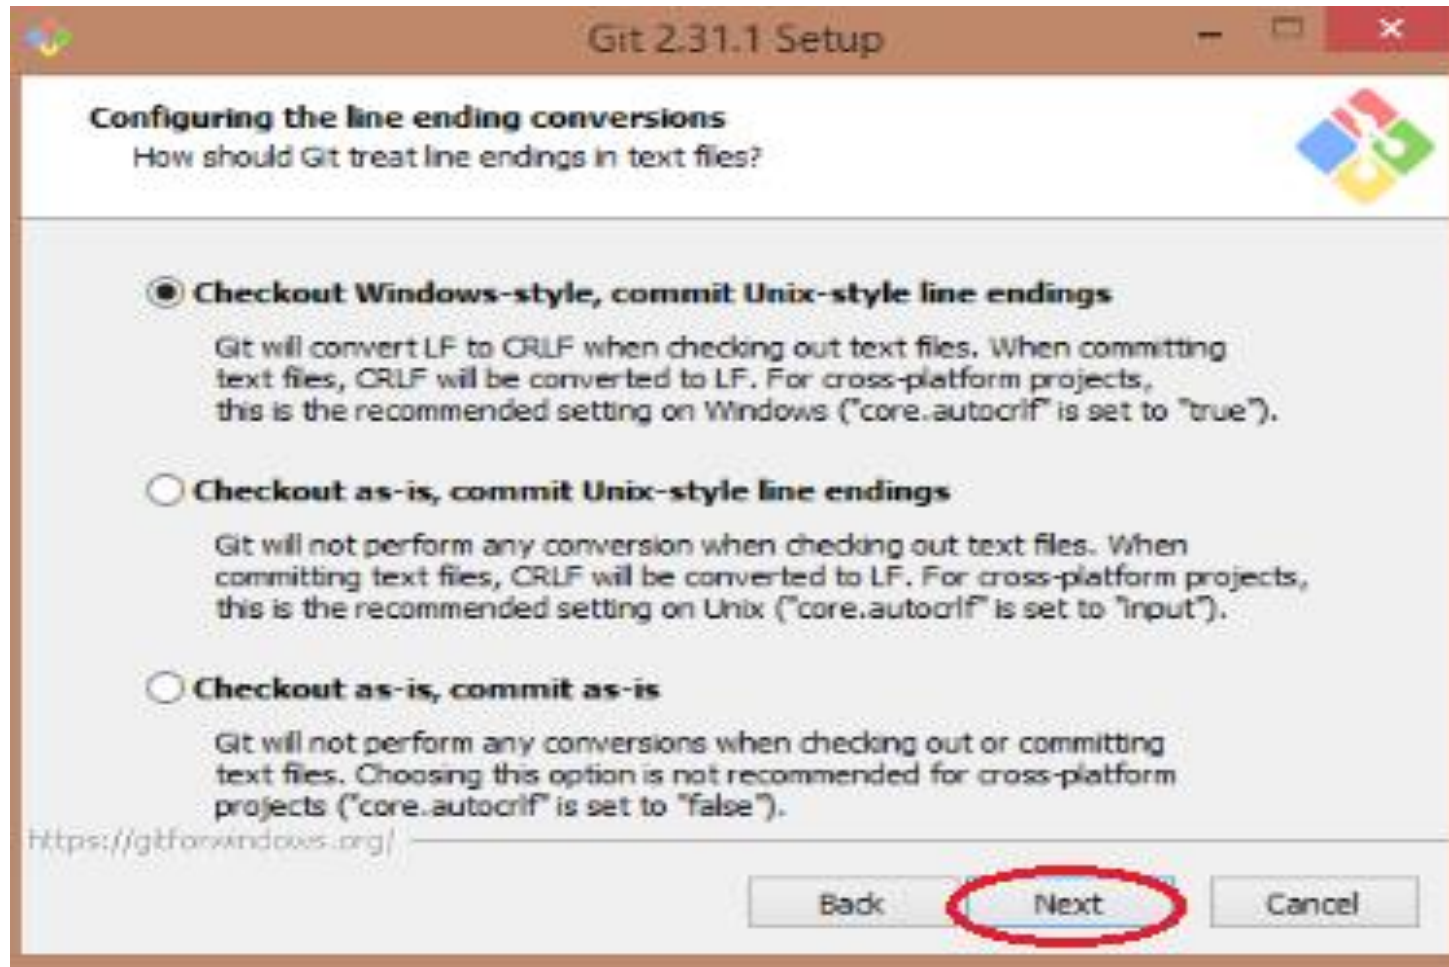 Git 2.31.1 Setup
Configuring the line ending conversions
How should Git treat line endings in text files?
Checkout Windows-style, commit Unix-style line endings
Git will convert LF to CRLF when checking out text files. When committing
text files, CRLF will be converted to LF. For cross-platform projects,
this is the recommended setting on Windows ("core.autocrlf" is set to "true").
Checkout as-is, commit Unix-style line endings
Git will not perform any conversion when checking out text files. When
committing text files, CRLF will be converted to LF. For cross-platform projects,
this is the recommended setting on Unix ("core.autocrlf" is set to "input").
Checkout as-is, commit as-is
Git will not perform any conversions when checking out or committing
text files. Choosing this option is not recommended for cross-platform
projects ("core.autocrlf" is set to "false").
https://gitforwindows.org/
Back Next Cancel